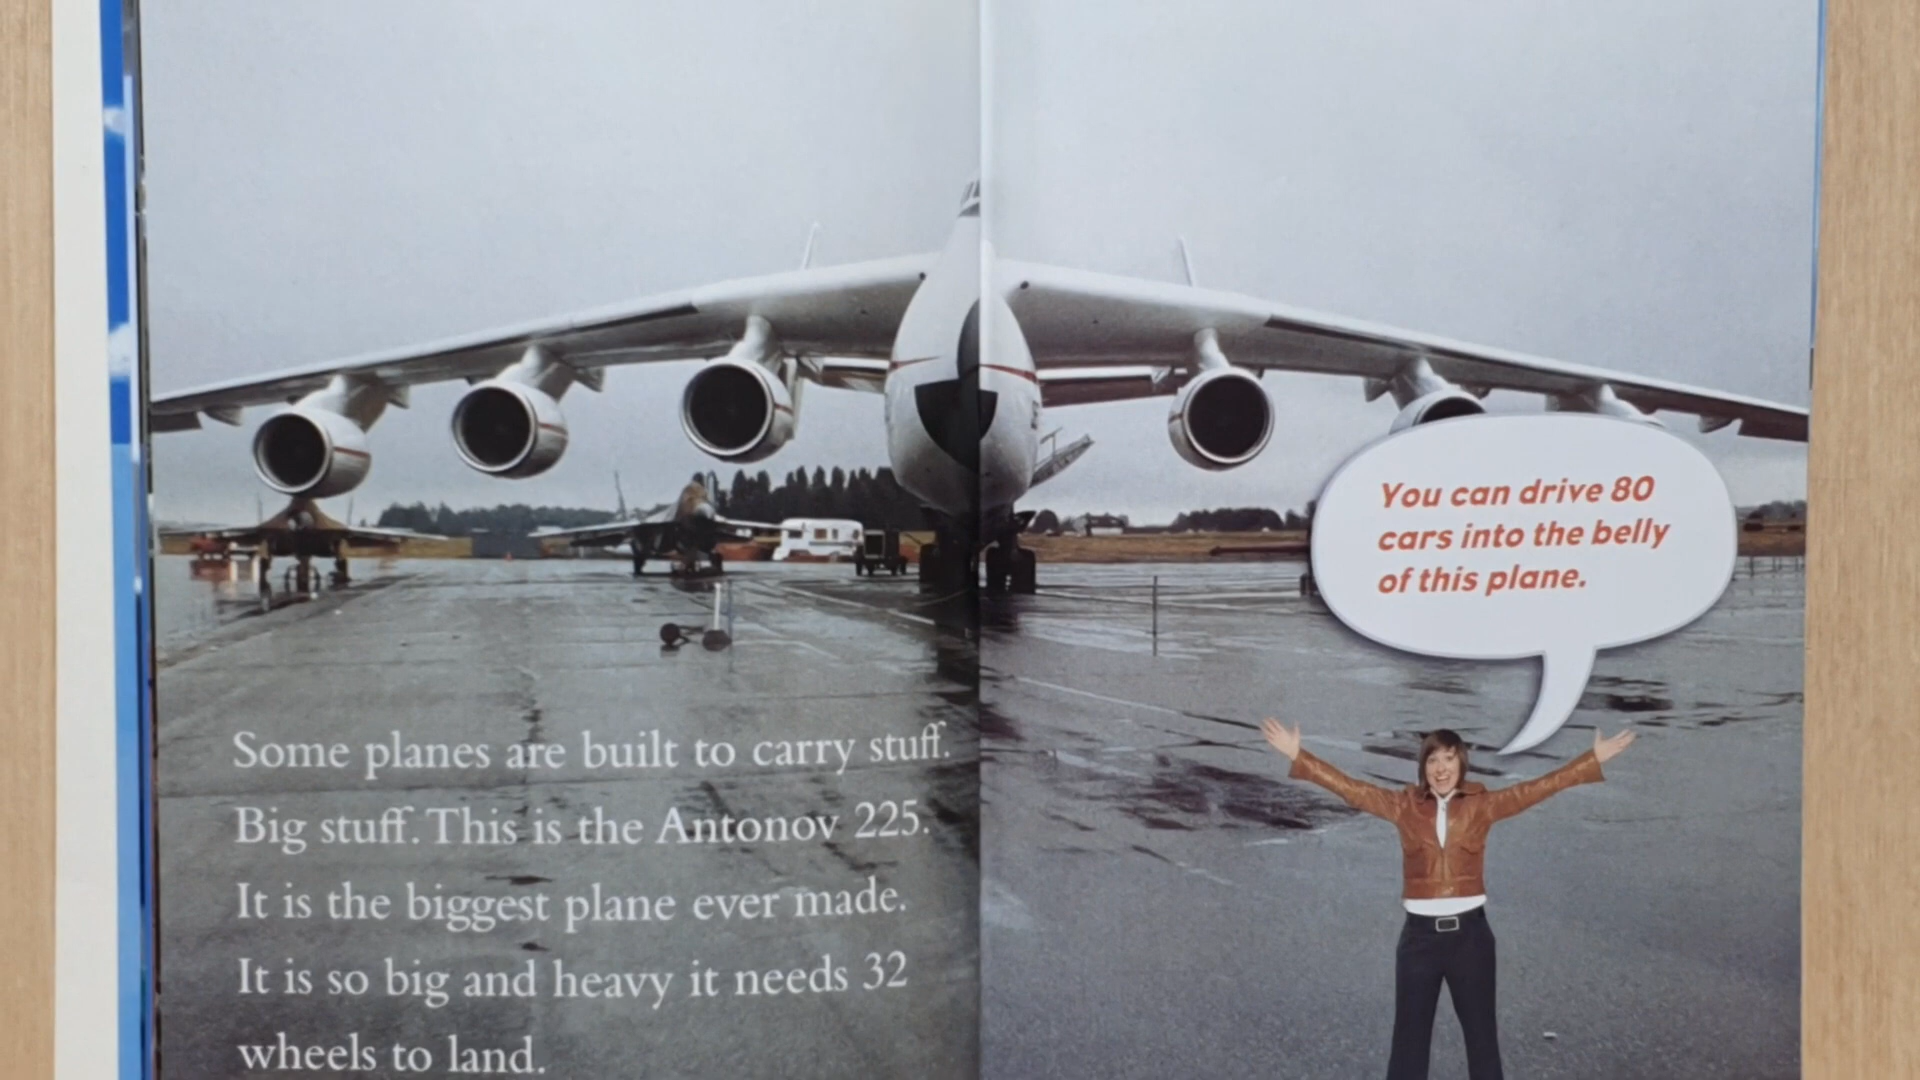 Some planes are built to carry stuff.
Big stuff. This is the Antonov 225.
It is the biggest plane ever made.
It is so big and heavy it needs 32
wheels to land.
You can drive 80
cars into the belly
of this plane.